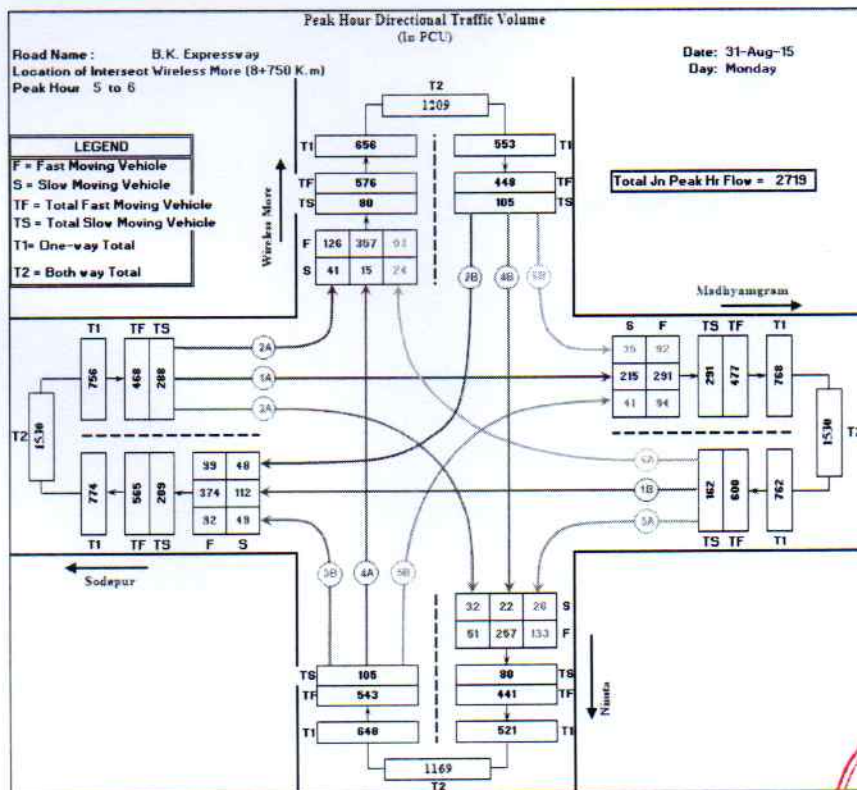 Peak Hour Directional Traffic Volume
(In PCU)
Road Name : B.K. Expressway
Date: 31-Aug-15
Location of Intersect Wireless More (8+750 K.m)
Day: Monday
Peak Hour 5 to 6
T2
1209
LEGEND
F = Fast Moving Vehicle
S = Slow Moving Vehicle
TF = Total Fast Moving Vehicle
TS = Total Slow Moving Vehicle
T1= One-way Total
T2 = Both way Total
Wireless More
T1 656 553 T1
TF 576 448 TF
TS 80 105 TS
Total Jn Peak Hr Flow = 2719
F 126 357 93
S 41 15 24
2B 4B
Madhyamgram
T1 TF TS
S F TS TF T1
2A
1A
3A
756 468 288
35 92
215 291
41 94
291 477 768
T2 1530
1530 T2
774 565 209
99 48
374 112
92 49
6A
1B
5A
162 600 762
T1 TF TS F S
TS TF T1
Sodepur
3B 4A 5B
32 22 26 S
51 257 133 F
TS 105 80 TS
TF 543 441 TF
T1 648 521 T1
Nimta
1169
T2